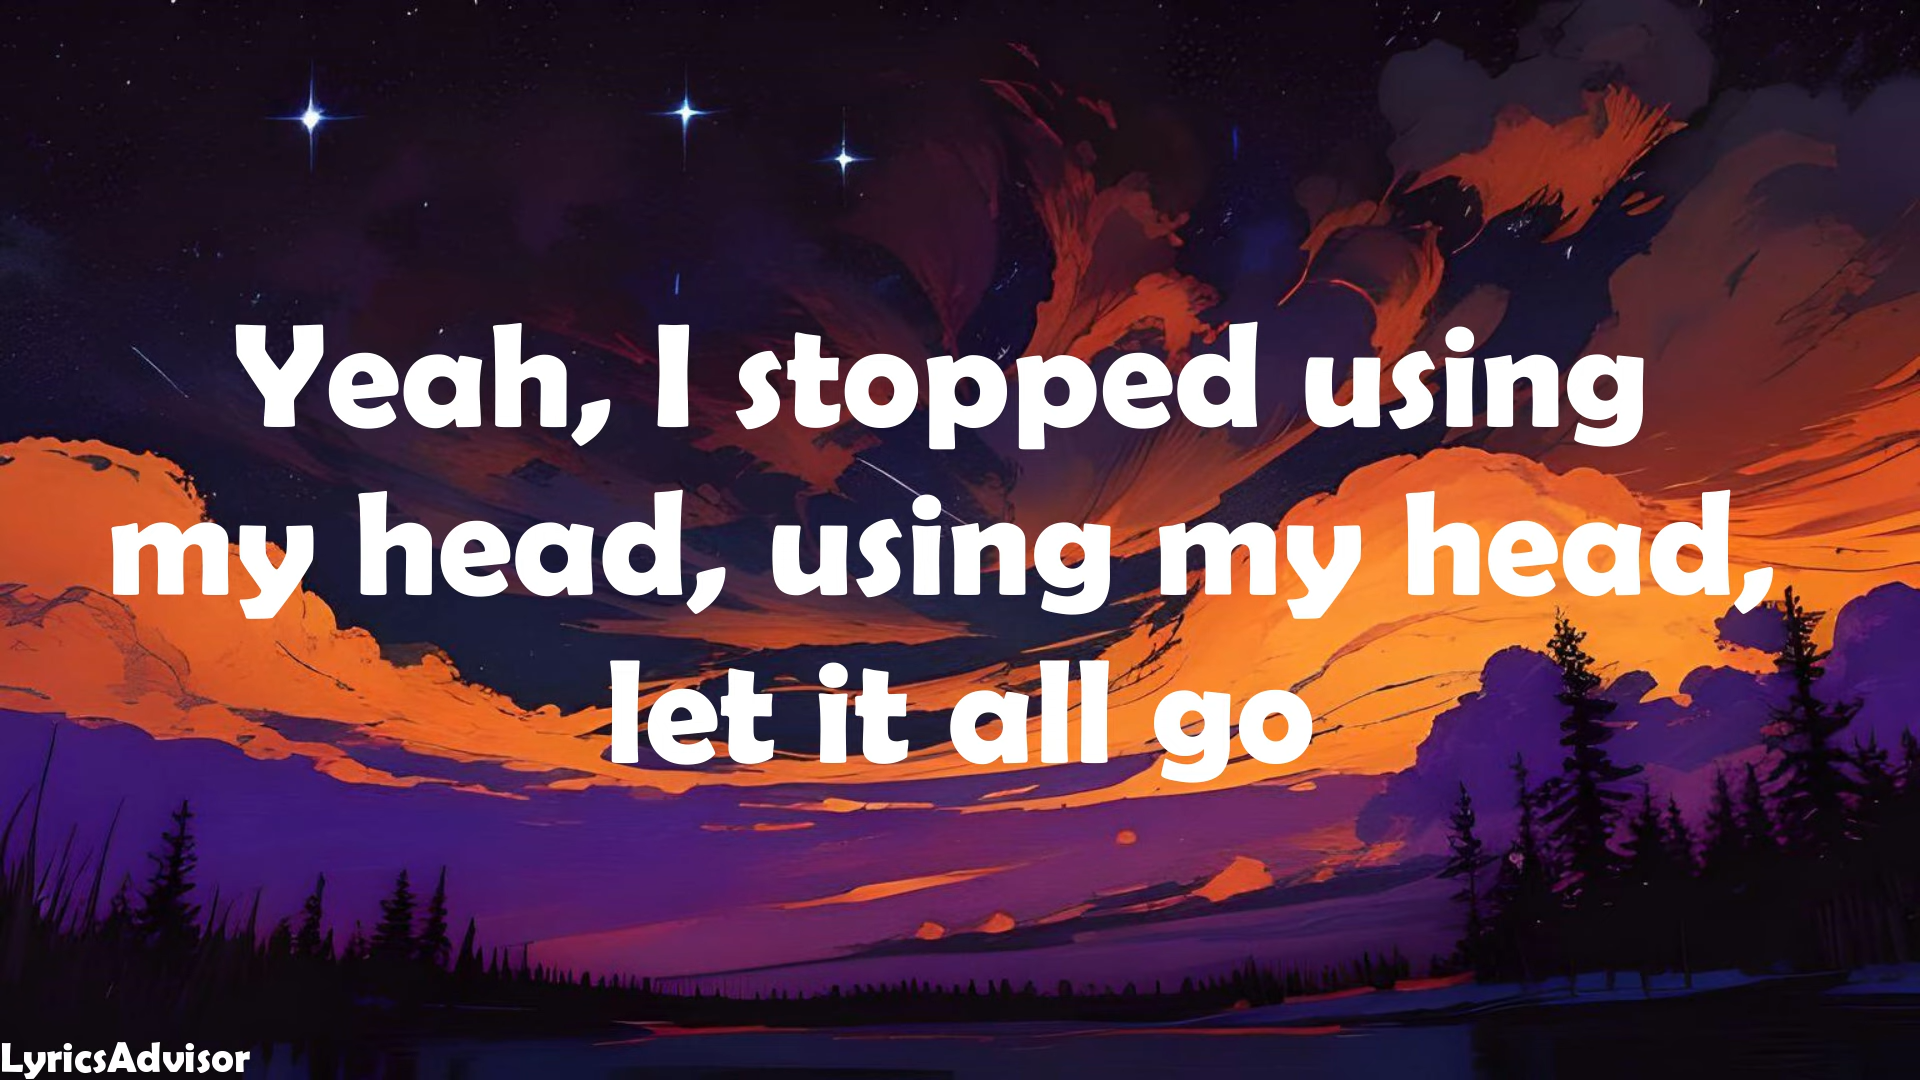 Yeah, I stopped using
my head, using my head,
let it all go
LyricsAdvisor